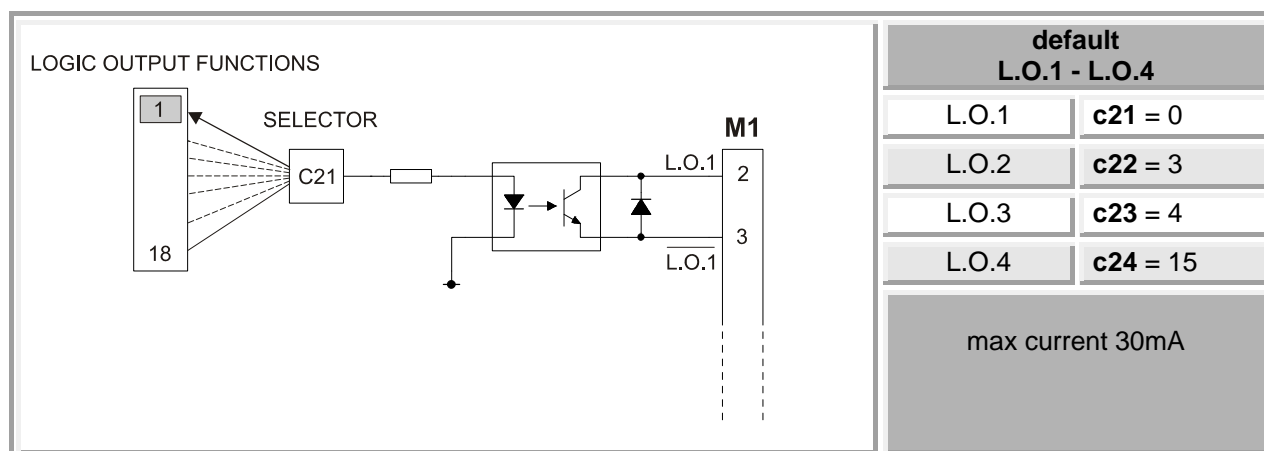 LOGIC OUTPUT FUNCTIONS
1
SELECTOR
C21
18
M1
L.O.1
2
3
L.O.1
default
L.O.1 - L.O.4
L.O.1 c21 = 0
L.O.2 c22 = 3
L.O.3 c23 = 4
L.O.4 c24 = 15
max current 30mA